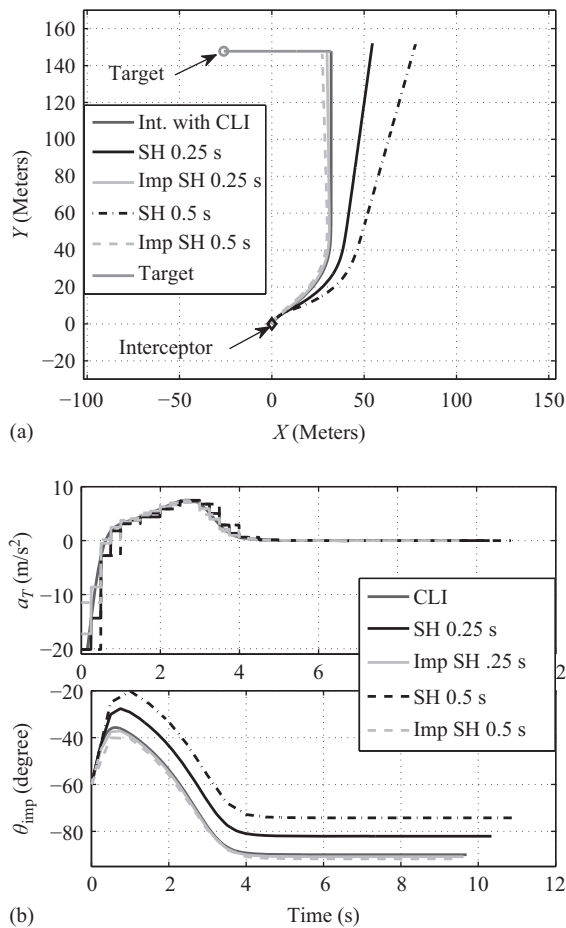 160
140
120
100
80
60
40
20
0
−20
Y (Meters)
Target
Int. with CLI
SH 0.25 s
Imp SH 0.25 s
SH 0.5 s
Imp SH 0.5 s
Target
Interceptor
−100 −50 0 50 100 150
(a)
X (Meters)
10
0
−10
−20
a_T (m/s²)
0 2 4 6 8 10 12
CLI
SH 0.25 s
Imp SH .25 s
SH 0.5 s
Imp SH 0.5 s
−20
−40
−60
−80
θ_imp (degree)
0 2 4 6 8 10 12
(b)
Time (s)